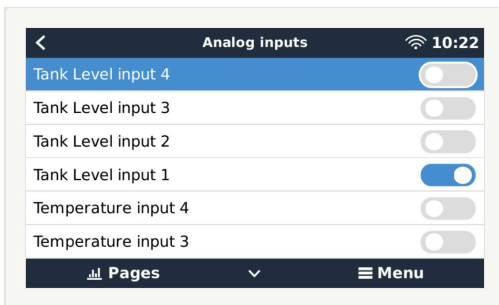 Analog inputs 10:22
Tank Level input 4
Tank Level input 3
Tank Level input 2
Tank Level input 1
Temperature input 4
Temperature input 3
Pages Menu